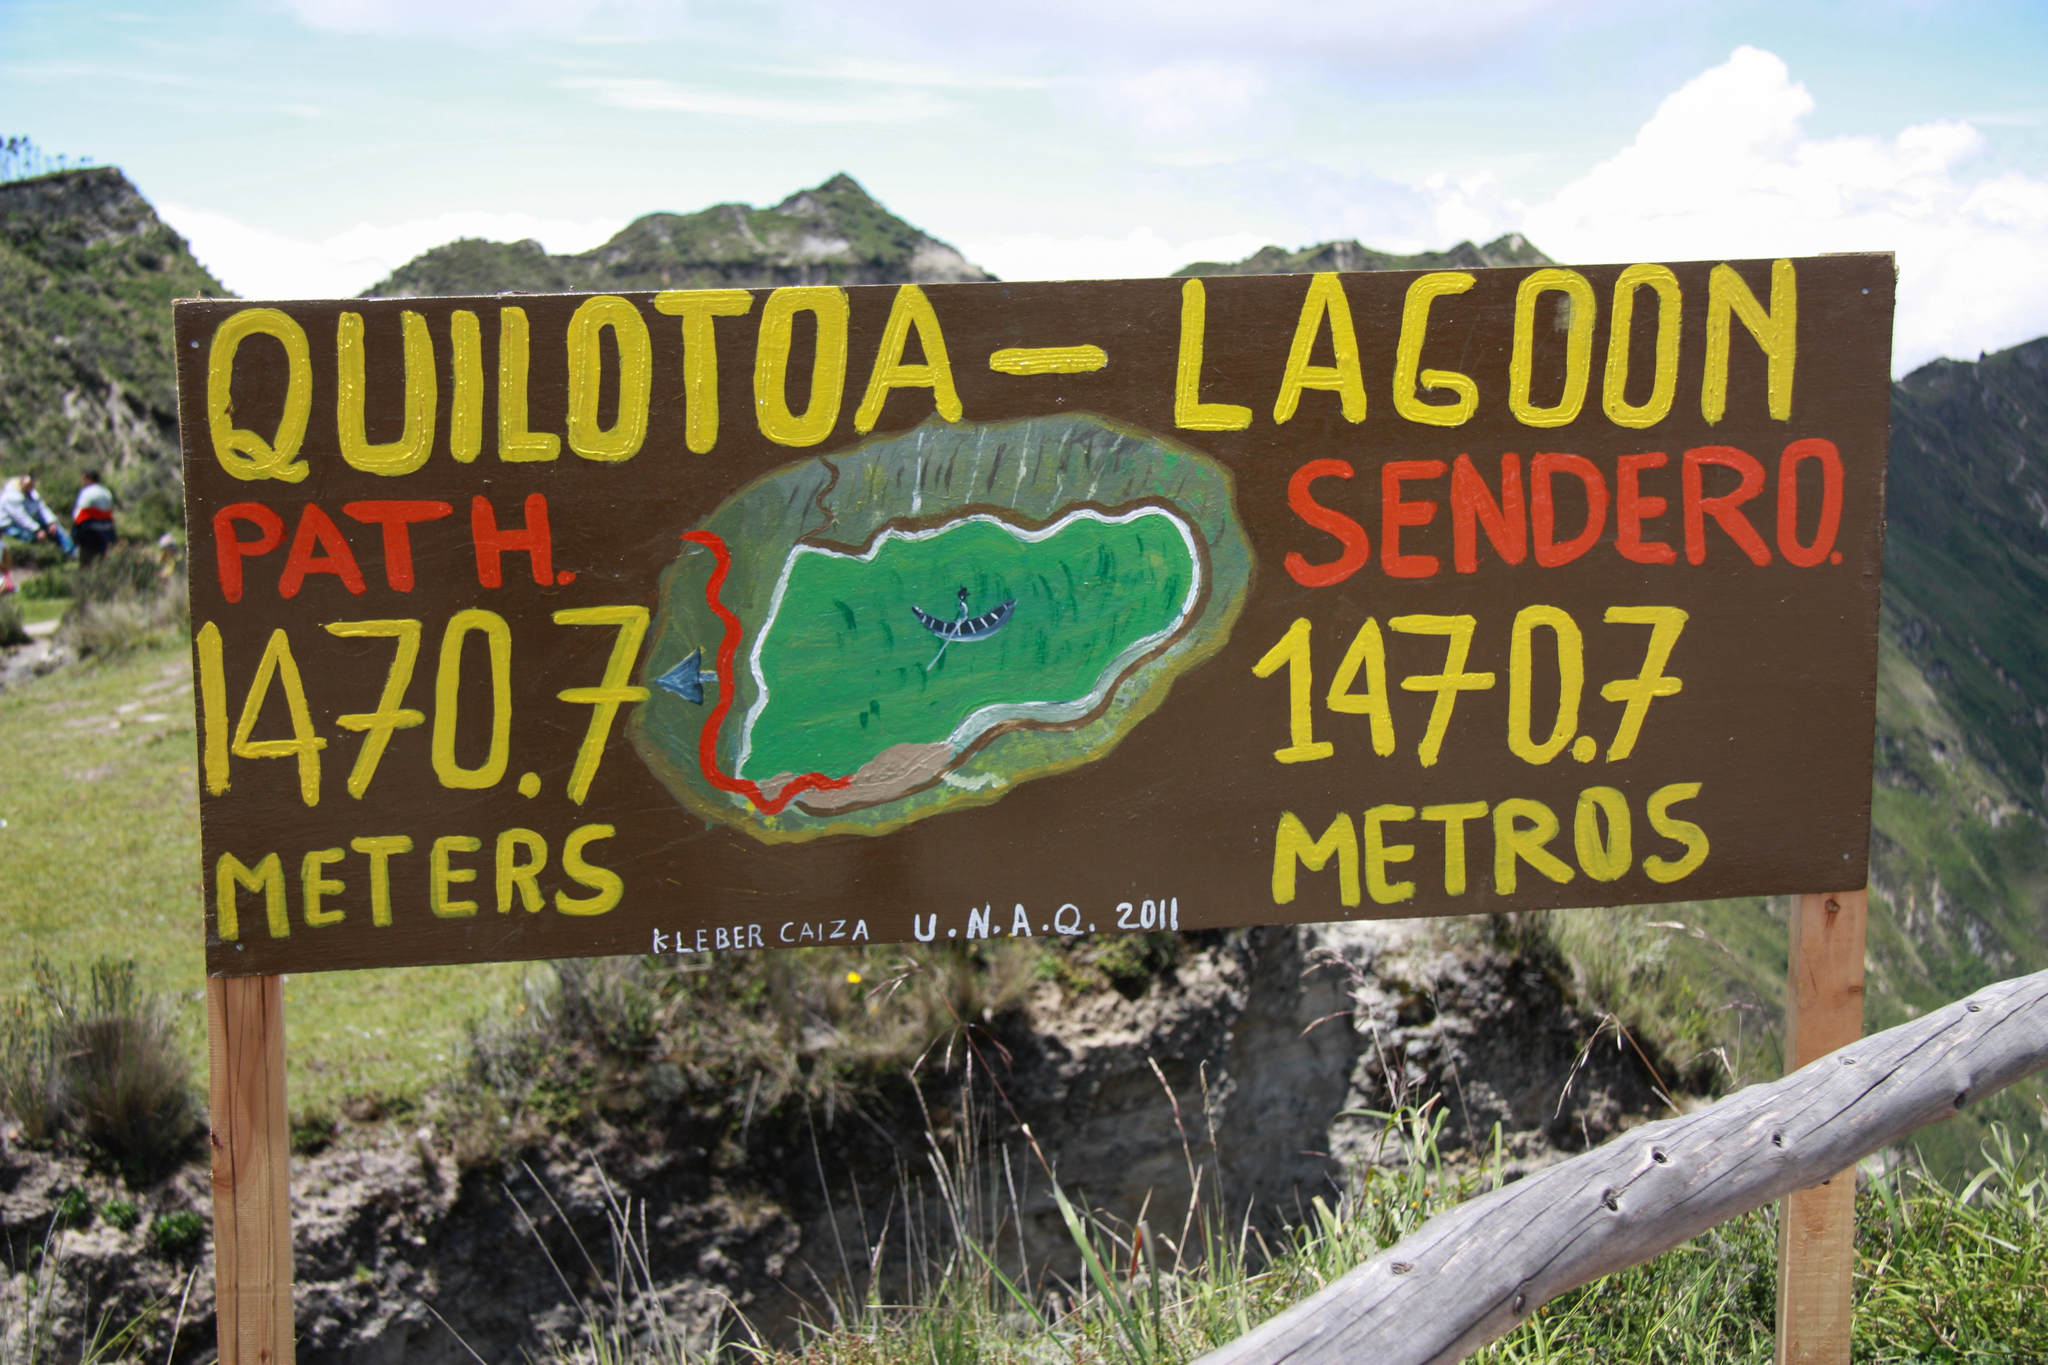 QUILOTOA – LAGOON
PATH.
1470.7
METERS
SENDERO.
1470.7
METROS
KLEBER CAIZA U.N.A.Q. 2011